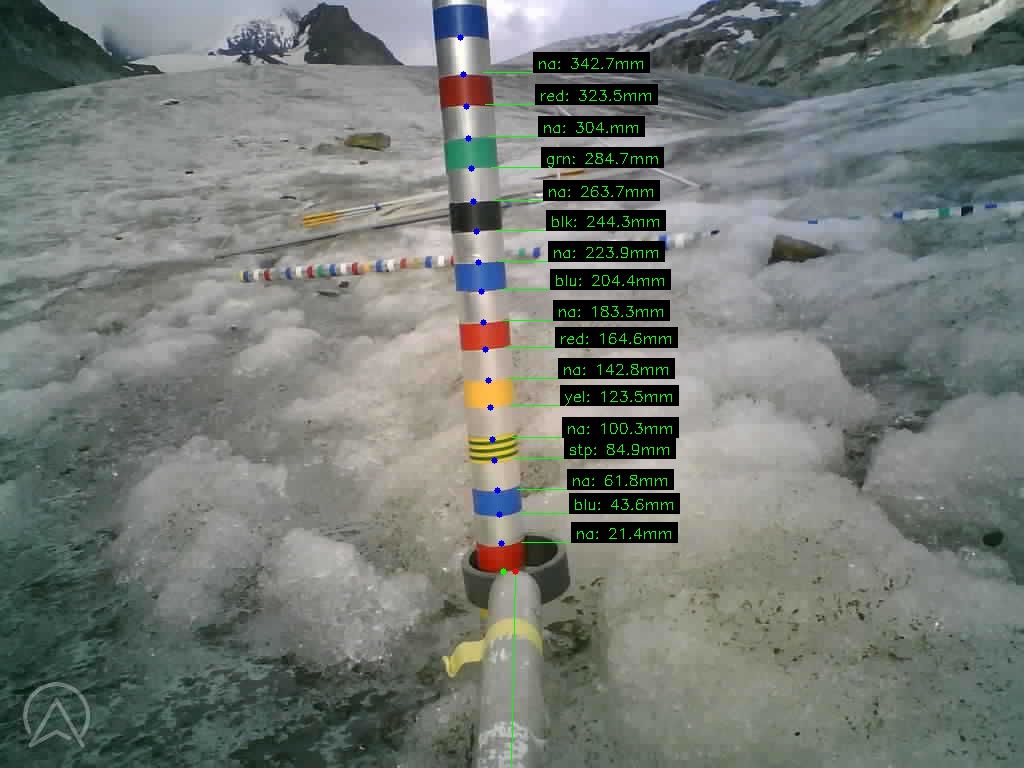 na: 342.7mm
red: 323.5mm
na: 304.mm
grn: 284.7mm
na: 263.7mm
blk: 244.3mm
na: 223.9mm
blu: 204.4mm
na: 183.3mm
red: 164.6mm
na: 142.8mm
yel: 123.5mm
na: 100.3mm
stp: 84.9mm
na: 61.8mm
blu: 43.6mm
na: 21.4mm